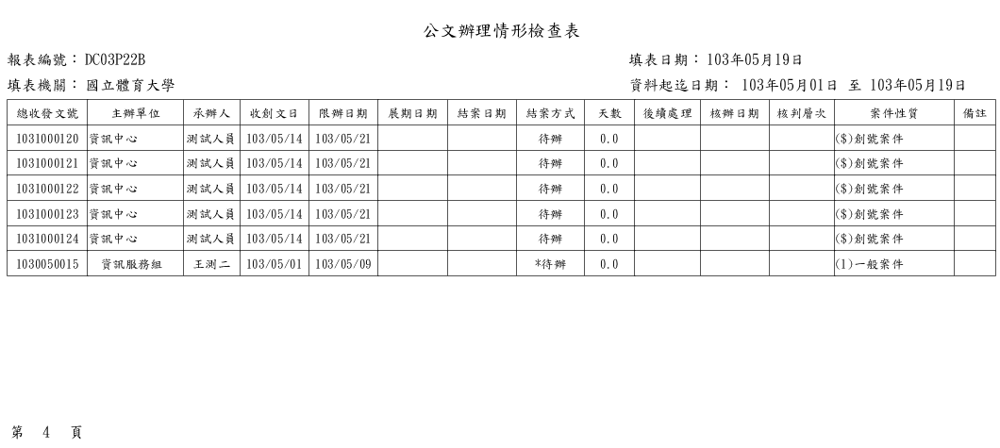 公文辦理情形檢查表
報表編號： DC03P22B 填表日期： 103年05月19日
填表機關： 國立體育大學 資料起迄日期： 103年05月01日 至 103年05月19日
總收發文號 主辦單位 承辦人 收創文日 限辦日期 展期日期 結案日期 結案方式 天數 後續處理 核辦日期 核判層次 案件性質 備註
1031000120 資訊中心 測試人員 103/05/14 103/05/21 待辦 0.0 ($)創號案件
1031000121 資訊中心 測試人員 103/05/14 103/05/21 待辦 0.0 ($)創號案件
1031000122 資訊中心 測試人員 103/05/14 103/05/21 待辦 0.0 ($)創號案件
1031000123 資訊中心 測試人員 103/05/14 103/05/21 待辦 0.0 ($)創號案件
1031000124 資訊中心 測試人員 103/05/14 103/05/21 待辦 0.0 ($)創號案件
1030050015 資訊服務組 王測二 103/05/01 103/05/09 *待辦 0.0 (1)一般案件
第 4 頁